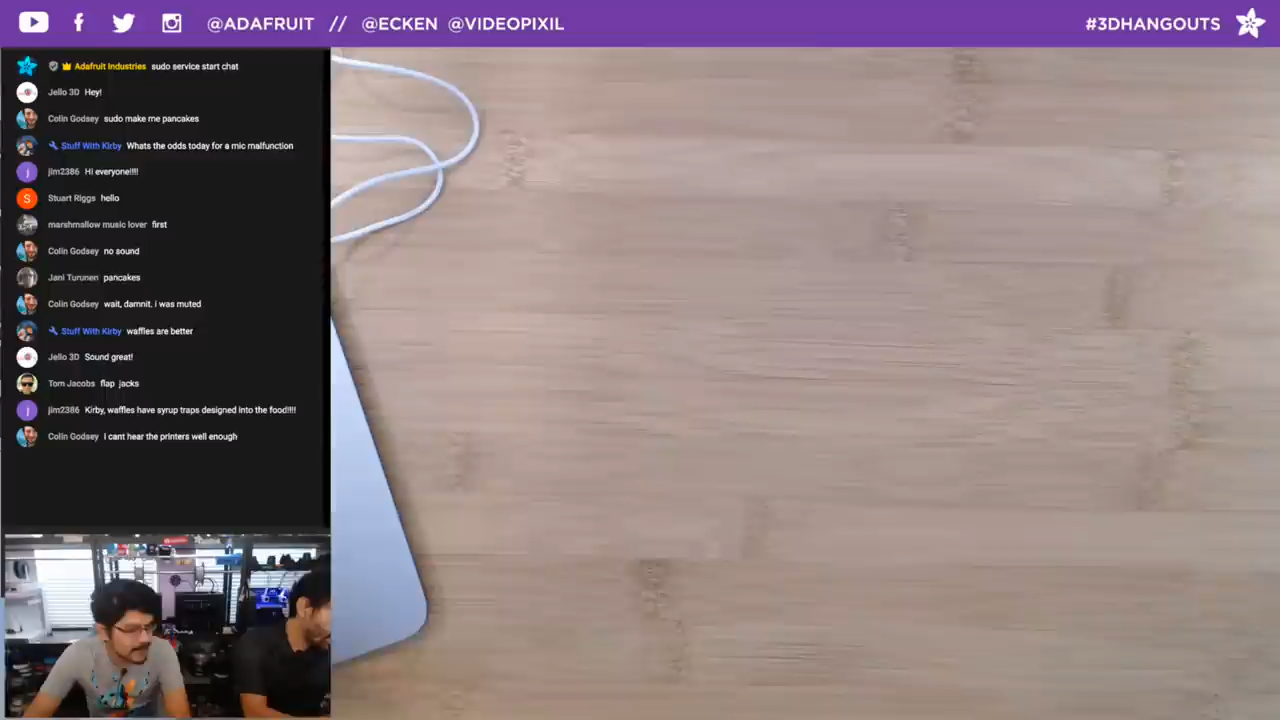 @ADAFRUIT // @ECKEN @VIDEOPIXIL
#3DHANGOUTS
Adafruit Industries sudo service start chat
Jello 3D Hey!
Colin Godsey sudo make me pancakes
Stuff With Kirby Whats the odds today for a mic malfunction
jim2386 Hi everyone!!!!
Stuart Riggs hello
marshmallow music lover first
Colin Godsey no sound
Jani Turunen pancakes
Colin Godsey wait, damnit. i was muted
Stuff With Kirby waffles are better
Jello 3D Sound great!
Tom Jacobs flap jacks
jim2386 Kirby, waffles have syrup traps designed into the food!!!!
Colin Godsey i cant hear the printers well enough